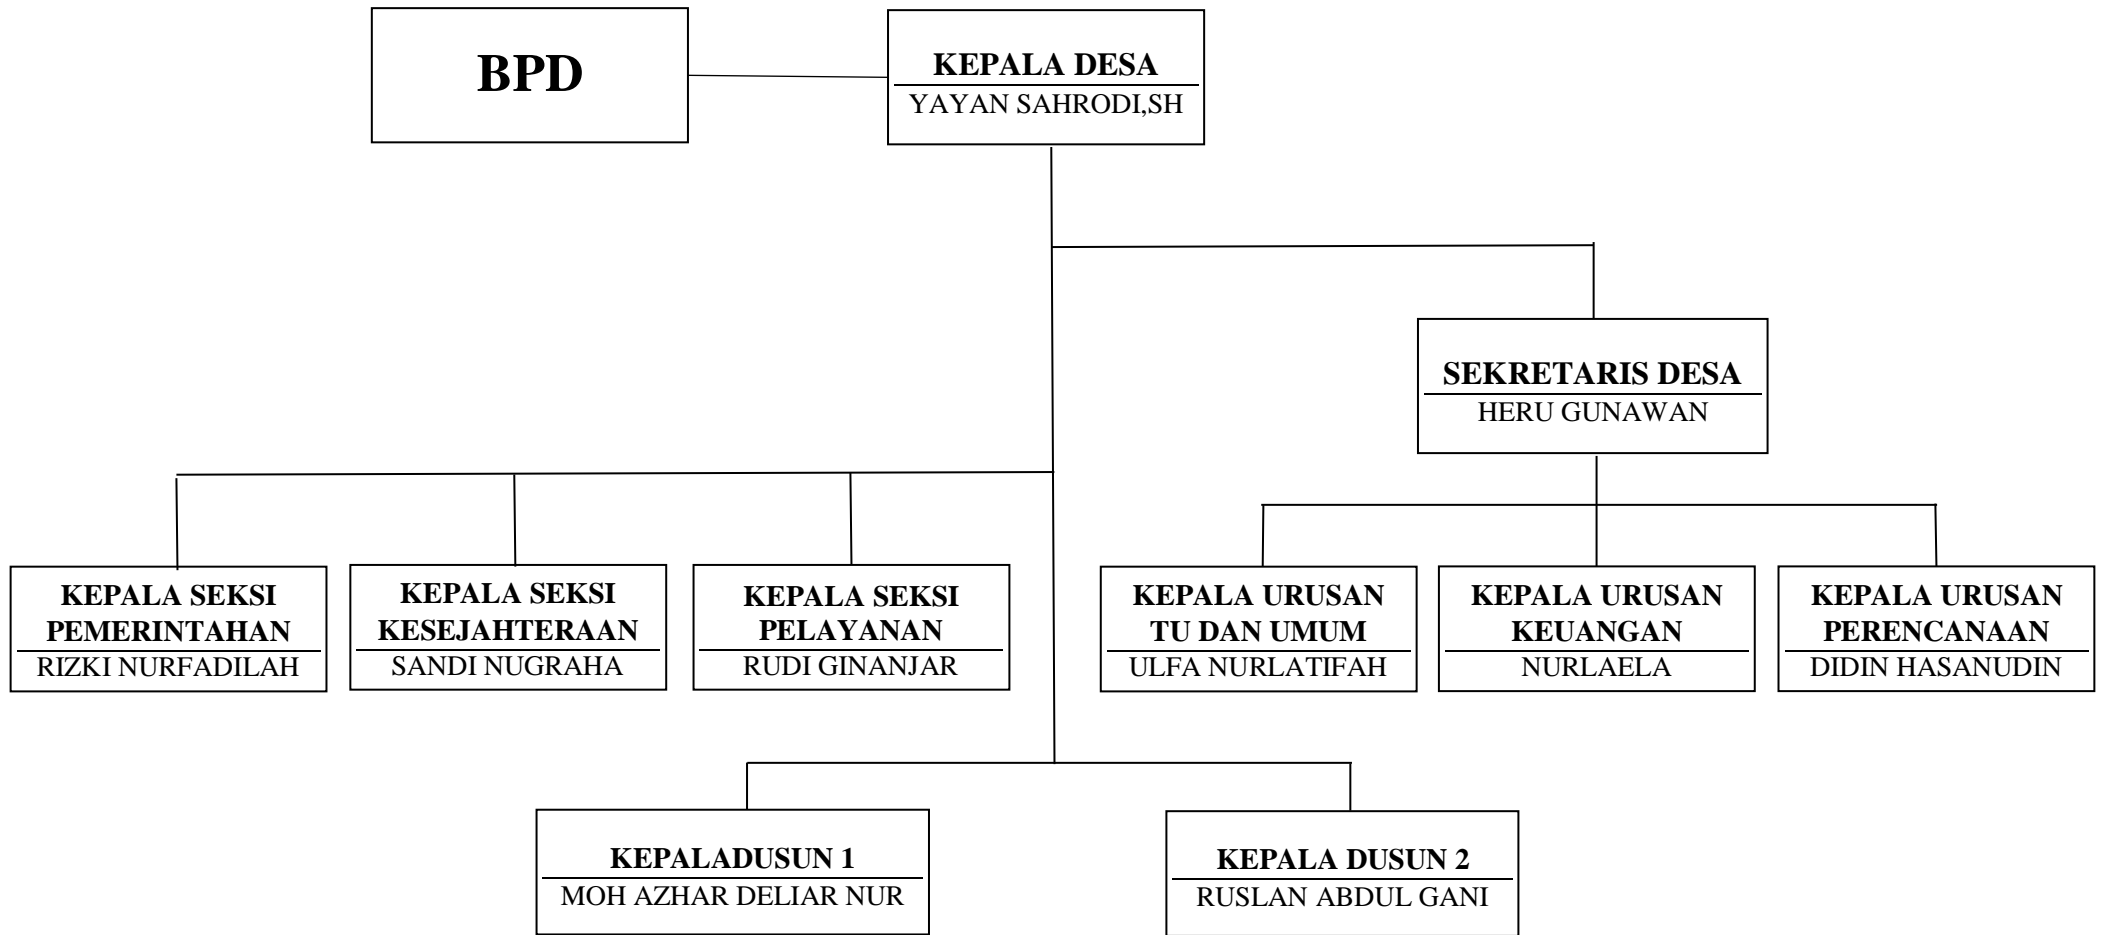 BPD
KEPALA DESA
YAYAN SAHRODI,SH
SEKRETARIS DESA
HERU GUNAWAN
KEPALA SEKSI
PEMERINTAHAN
RIZKI NURFADILAH
KEPALA SEKSI
KESEJAHTERAAN
SANDI NUGRAHA
KEPALA SEKSI
PELAYANAN
RUDI GINANJAR
KEPALA URUSAN
TU DAN UMUM
ULFA NURLATIFAH
KEPALA URUSAN
KEUANGAN
NURLAELA
KEPALA URUSAN
PERENCANAAN
DIDIN HASANUDIN
KEPALADUSUN 1
MOH AZHAR DELIAR NUR
KEPALA DUSUN 2
RUSLAN ABDUL GANI